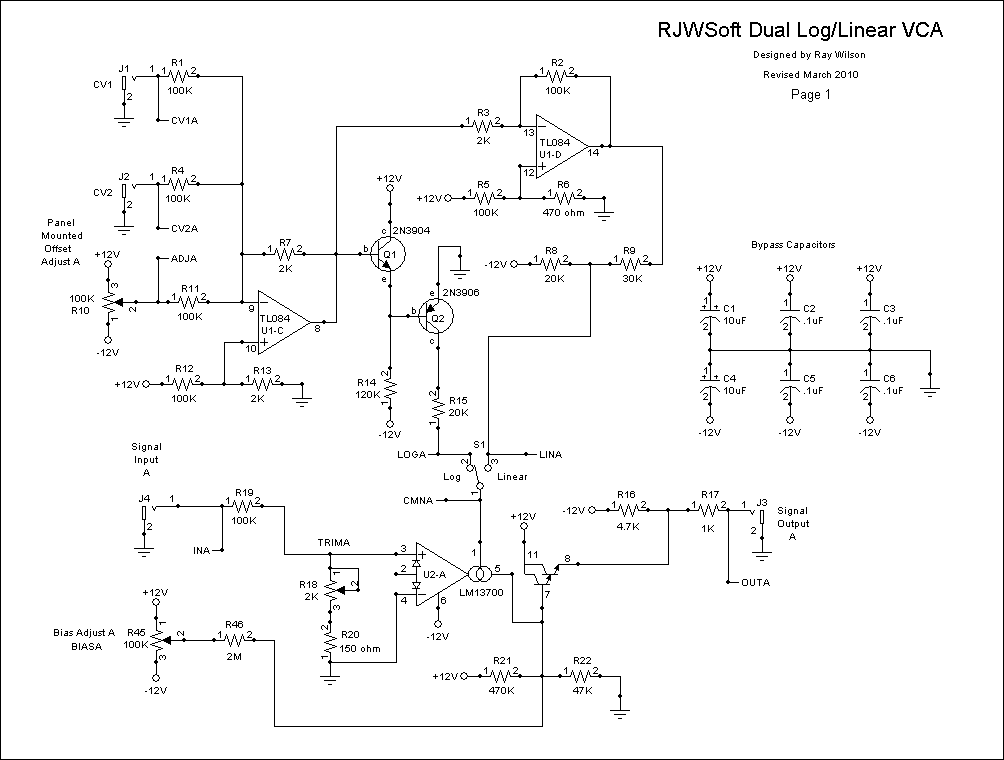 RJWSoft Dual Log/Linear VCA
Designed by Ray Wilson
Revised March 2010
Page 1
J1
CV1
1
2
1 R1 2
100K
CV1A
J2
CV2
1
2
1 R4 2
100K
CV2A
Panel
Mounted
Offset
Adjust A
+12V
ADJA
100K
R10
3
2
1
-12V
1 R11 2
100K
1 R7 2
2K
9
TL084
U1-C
8
10
+12V
1 R12 2
100K
1 R13 2
2K
+12V
c
2N3904
b
Q1
e
e
2N3906
b
Q2
c
R14
120K
2
1
-12V
R15
20K
2
1
1 R3 2
2K
1 R2 2
100K
13
TL084
U1-D
14
12
+12V
1 R5 2
100K
1 R6 2
470 ohm
-12V
1 R8 2
20K
1 R9 2
30K
Bypass Capacitors
+12V
+12V
+12V
1
C1
10uF
2
1
C2
.1uF
2
1
C3
.1uF
2
1
C4
10uF
2
1
C5
.1uF
2
1
C6
.1uF
2
-12V
-12V
-12V
LOGA
S1
2
3
LINA
Log
Linear
1
CMNA
Signal
Input
A
J4
1
2
1 R19 2
100K
INA
TRIMA
R18
2K
1
2
3
R20
150 ohm
2
1
3
2
4
U2-A
1
5
LM13700
6
-12V
+12V
11
8
7
-12V
1 R16 2
4.7K
1 R17 2
1K
J3
1
2
Signal
Output
A
OUTA
+12V
Bias Adjust A
BIASA
R45
100K
1
2
3
-12V
1 R46 2
2M
+12V
1 R21 2
470K
1 R22 2
47K